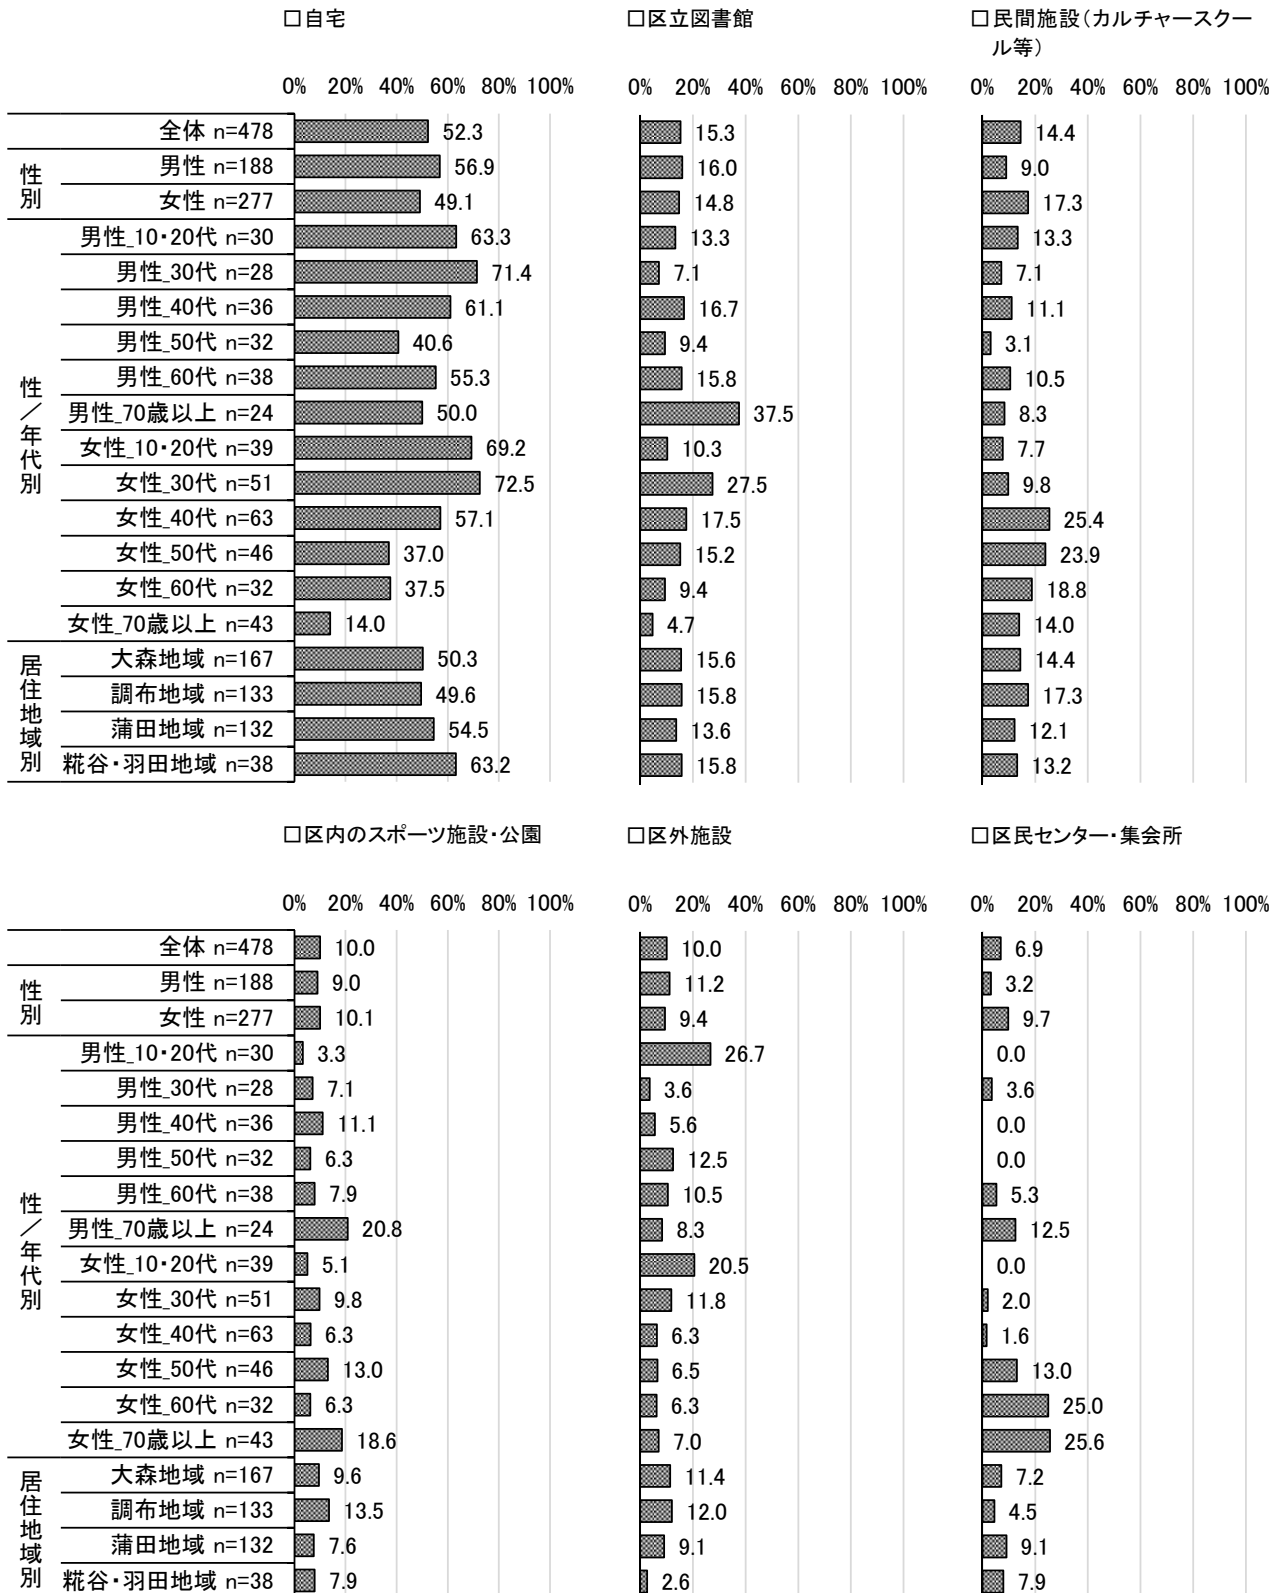 □自宅 □区立図書館 □民間施設(カルチャースクー
ル等)
0% 20% 40% 60% 80% 100% 0% 20% 40% 60% 80% 100% 0% 20% 40% 60% 80% 100%
全体 n=478 52.3 15.3 14.4
性別
男性 n=188 56.9 16.0 9.0
女性 n=277 49.1 14.8 17.3
性／年代別
男性_10・20代 n=30 63.3 13.3 13.3
男性_30代 n=28 71.4 7.1 7.1
男性_40代 n=36 61.1 16.7 11.1
男性_50代 n=32 40.6 9.4 3.1
男性_60代 n=38 55.3 15.8 10.5
男性_70歳以上 n=24 50.0 37.5 8.3
女性_10・20代 n=39 69.2 10.3 7.7
女性_30代 n=51 72.5 27.5 9.8
女性_40代 n=63 57.1 17.5 25.4
女性_50代 n=46 37.0 15.2 23.9
女性_60代 n=32 37.5 9.4 18.8
女性_70歳以上 n=43 14.0 4.7 14.0
居住地域別
大森地域 n=167 50.3 15.6 14.4
調布地域 n=133 49.6 15.8 17.3
蒲田地域 n=132 54.5 13.6 12.1
糀谷・羽田地域 n=38 63.2 15.8 13.2
□区内のスポーツ施設・公園 □区外施設 □区民センター・集会所
0% 20% 40% 60% 80% 100% 0% 20% 40% 60% 80% 100% 0% 20% 40% 60% 80% 100%
全体 n=478 10.0 10.0 6.9
性別
男性 n=188 9.0 11.2 3.2
女性 n=277 10.1 9.4 9.7
性／年代別
男性_10・20代 n=30 3.3 26.7 0.0
男性_30代 n=28 7.1 3.6 3.6
男性_40代 n=36 11.1 5.6 0.0
男性_50代 n=32 6.3 12.5 0.0
男性_60代 n=38 7.9 10.5 5.3
男性_70歳以上 n=24 20.8 8.3 12.5
女性_10・20代 n=39 5.1 20.5 0.0
女性_30代 n=51 9.8 11.8 2.0
女性_40代 n=63 6.3 6.3 1.6
女性_50代 n=46 13.0 6.5 13.0
女性_60代 n=32 6.3 6.3 25.0
女性_70歳以上 n=43 18.6 7.0 25.6
居住地域別
大森地域 n=167 9.6 11.4 7.2
調布地域 n=133 13.5 12.0 4.5
蒲田地域 n=132 7.6 9.1 9.1
糀谷・羽田地域 n=38 7.9 2.6 7.9